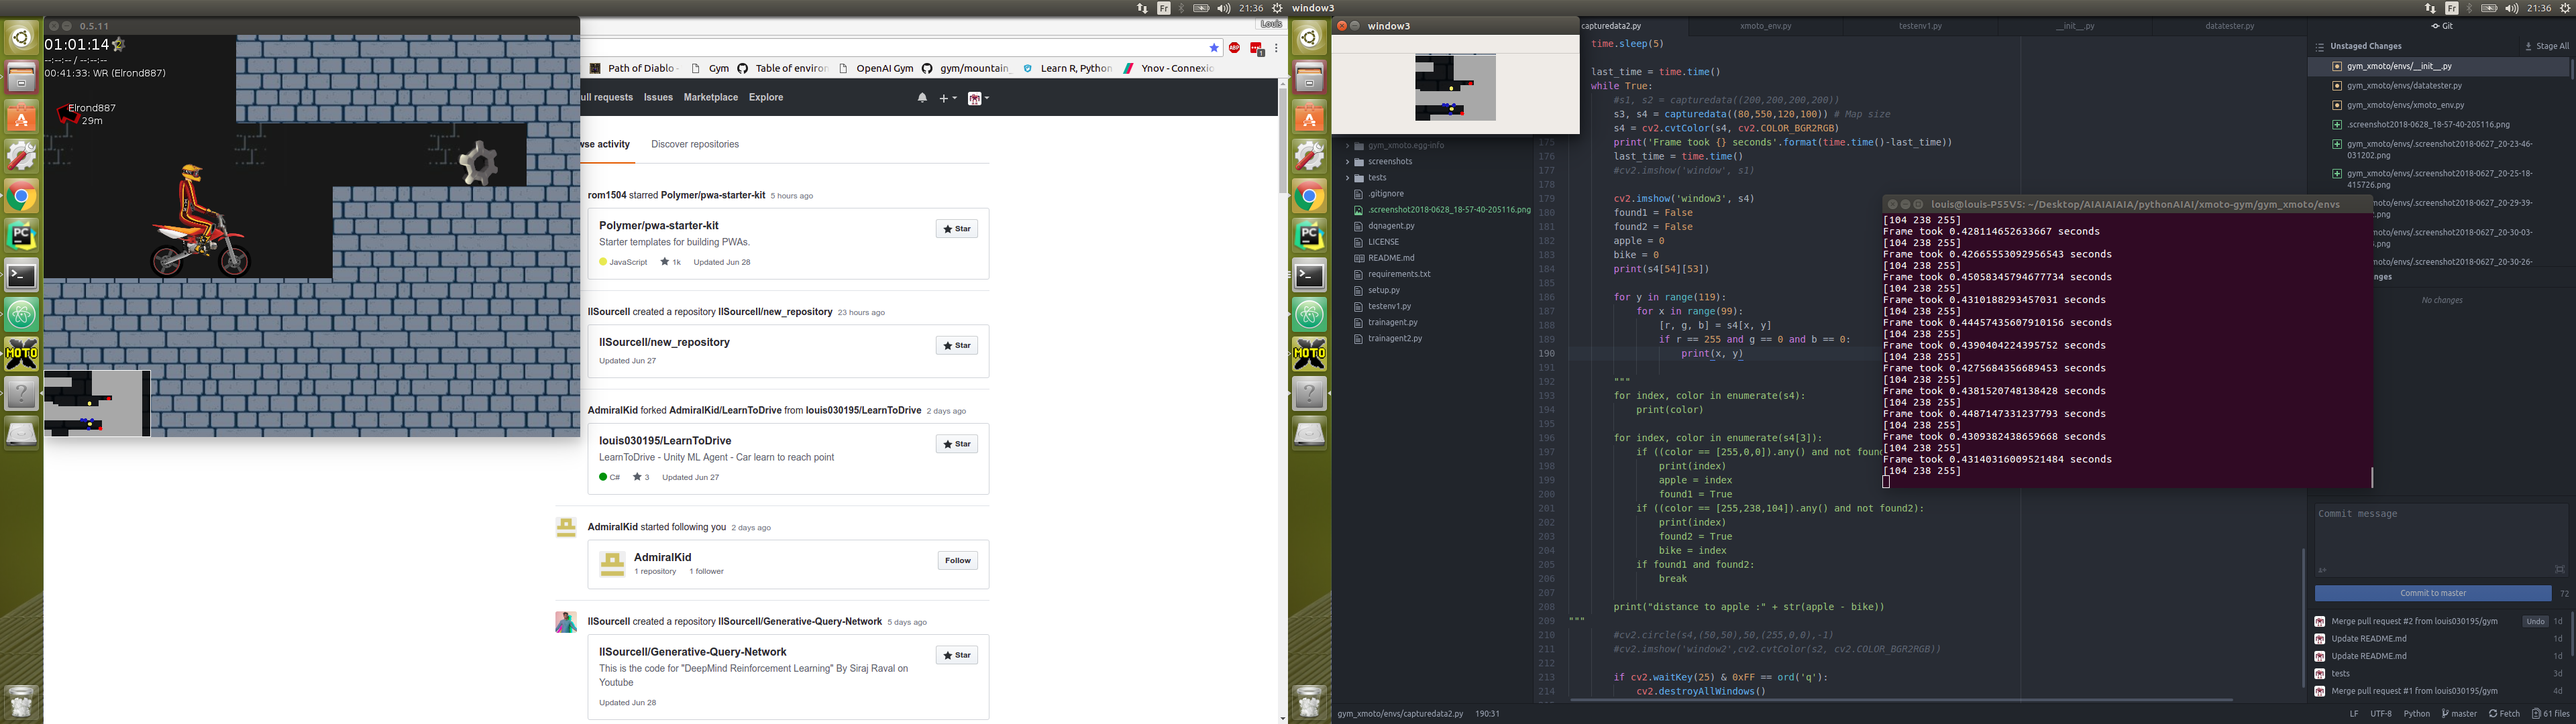 Fr
21:36
window3
Fr
21:36
0.5.11
01:01:14
--:--:-- / --:--:--
00:41:33: WR (Elrond887)
Elrond887
29m
Louis
ABP
1
Path of Diablo
Gym
Table of environ
OpenAI Gym
gym/mountain_
Learn R, Python
Ynov - Connexio
ull requests
Issues
Marketplace
Explore
wse activity
Discover repositories
rom1504 starred Polymer/pwa-starter-kit 5 hours ago
Polymer/pwa-starter-kit
Star
Starter templates for building PWAs.
JavaScript
1k
Updated Jun 28
llSourcell created a repository llSourcell/new_repository 23 hours ago
llSourcell/new_repository
Star
Updated Jun 27
AdmiralKid forked AdmiralKid/LearnToDrive from louis030195/LearnToDrive 2 days ago
louis030195/LearnToDrive
Star
LearnToDrive - Unity ML Agent - Car learn to reach point
C#
3
Updated Jun 27
AdmiralKid started following you 2 days ago
AdmiralKid
Follow
1 repository
1 follower
llSourcell created a repository llSourcell/Generative-Query-Network 5 days ago
llSourcell/Generative-Query-Network
Star
This is the code for "DeepMind Reinforcement Learning" By Siraj Raval on
Youtube
Updated Jun 28
PC
MOTO
window3
gym_xmoto.egg-info
screenshots
tests
.gitignore
.screenshot2018-0628_18-57-40-205116.png
dqnagent.py
LICENSE
README.md
requirements.txt
setup.py
testenv1.py
trainagent.py
trainagent2.py
PC
MOTO
capturedata2.py
xmoto_env.py
testenv1.py
__init__.py
datatester.py
time.sleep(5)
last_time = time.time()
while True:
#s1, s2 = capturedata((200,200,200,200))
s3, s4 = capturedata((80,550,120,100)) # Map size
s4 = cv2.cvtColor(s4, cv2.COLOR_BGR2RGB)
175 print('Frame took {} seconds'.format(time.time()-last_time))
176 last_time = time.time()
177 #cv2.imshow('window', s1)
178
179 cv2.imshow('window3', s4)
180 found1 = False
181 found2 = False
182 apple = 0
183 bike = 0
184 print(s4[54][53])
185
186 for y in range(119):
187 for x in range(99):
188 [r, g, b] = s4[x, y]
189 if r == 255 and g == 0 and b == 0:
190 print(x, y)
191
192 """
193 for index, color in enumerate(s4):
194 print(color)
195
196 for index, color in enumerate(s4[3]):
197 if ((color == [255,0,0]).any() and not foun
198 print(index)
199 apple = index
200 found1 = True
201 if ((color == [255,238,104]).any() and not found2):
202 print(index)
203 found2 = True
204 bike = index
205 if found1 and found2:
206 break
207
208 print("distance to apple :" + str(apple - bike))
209 """
210 #cv2.circle(s4,(50,50),50,(255,0,0),-1)
211 #cv2.imshow('window2',cv2.cvtColor(s2, cv2.COLOR_BGR2RGB))
212
213 if cv2.waitKey(25) & 0xFF == ord('q'):
214 cv2.destroyAllWindows()
louis@louis-P55V5: ~/Desktop/AIAIAIAIA/pythonAIAI/xmoto-gym/gym_xmoto/envs
[104 238 255]
Frame took 0.428114652633667 seconds
[104 238 255]
Frame took 0.42665553092956543 seconds
[104 238 255]
Frame took 0.45058345794677734 seconds
[104 238 255]
Frame took 0.4310188293457031 seconds
[104 238 255]
Frame took 0.44457435607910156 seconds
[104 238 255]
Frame took 0.4390404224395752 seconds
[104 238 255]
Frame took 0.4275684356689453 seconds
[104 238 255]
Frame took 0.4381520748138428 seconds
[104 238 255]
Frame took 0.4487147331237793 seconds
[104 238 255]
Frame took 0.4309382438659668 seconds
[104 238 255]
Frame took 0.43140316009521484 seconds
[104 238 255]
Git
Unstaged Changes
Stage All
gym_xmoto/envs/__init__.py
gym_xmoto/envs/datatester.py
gym_xmoto/envs/xmoto_env.py
.screenshot2018-0628_18-57-40-205116.png
gym_xmoto/envs/.screenshot2018-0627_20-23-46-
031202.png
gym_xmoto/envs/.screenshot2018-0627_20-25-18-
415726.png
oto/envs/.screenshot2018-0627_20-29-39-
oto/envs/.screenshot2018-0627_20-30-03-
oto/envs/.screenshot2018-0627_20-30-26-
nges
No changes
Commit message
Commit to master
72
Merge pull request #2 from louis030195/gym
Undo
1d
Update README.md
1d
Update README.md
1d
tests
3d
Merge pull request #1 from louis030195/gym
4d
gym_xmoto/envs/capturedata2.py
190:31
LF
UTF-8
Python
master
Fetch
61 files